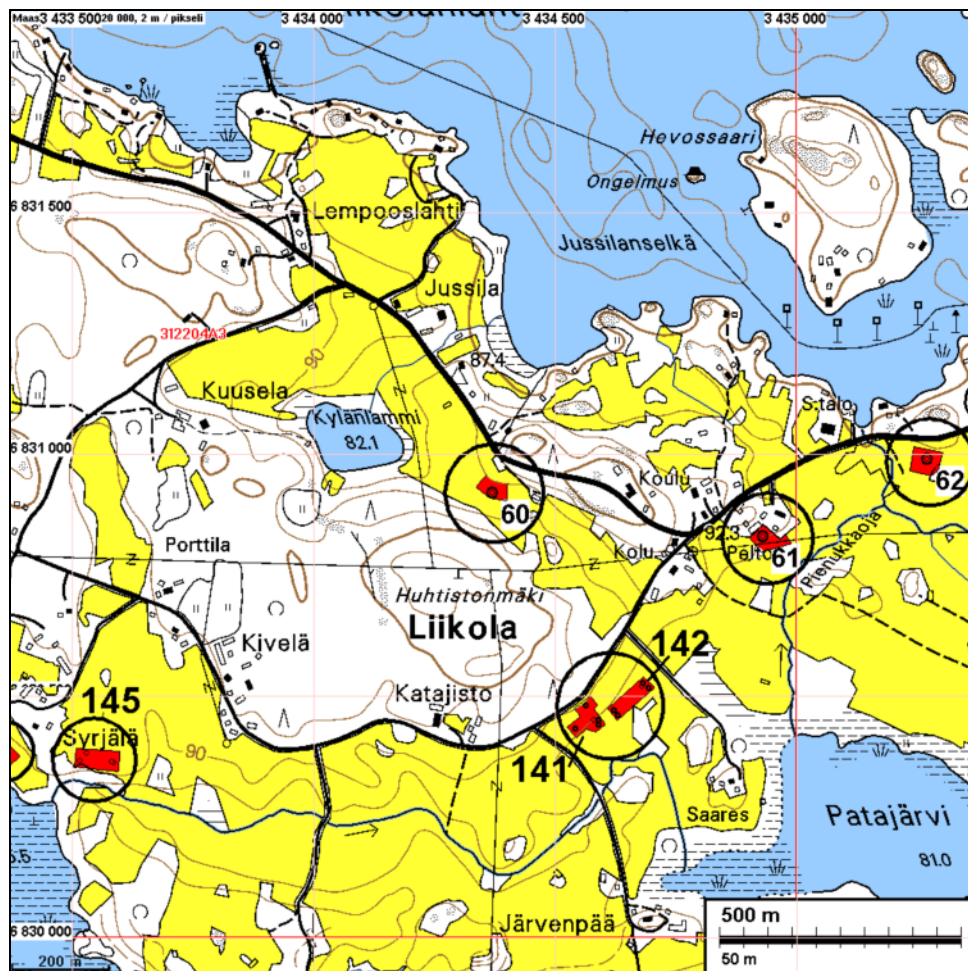 Maas 3 433 500 20 000, 2 m / pikseli
3 434 000
3 434 500
3 435 000
Hevossaari
Ongelmus
6 831 500
Lempooslahti
Jussilanselkä
Jussila
312204A3
90
87.4
Kuusela
Kylänlammi
82.1
S.talo
6 831 000
Koulu
62
60
Porttila
Kolu
92.3
Palto
61
Pienukkaoja
Huhtistonmäki
Liikola
Kivelä
142
Katajisto
145
Syrjälä
90
141
Saares
Patajärvi
81.0
Järvenpää
500 m
50 m
6 830 000
200 m